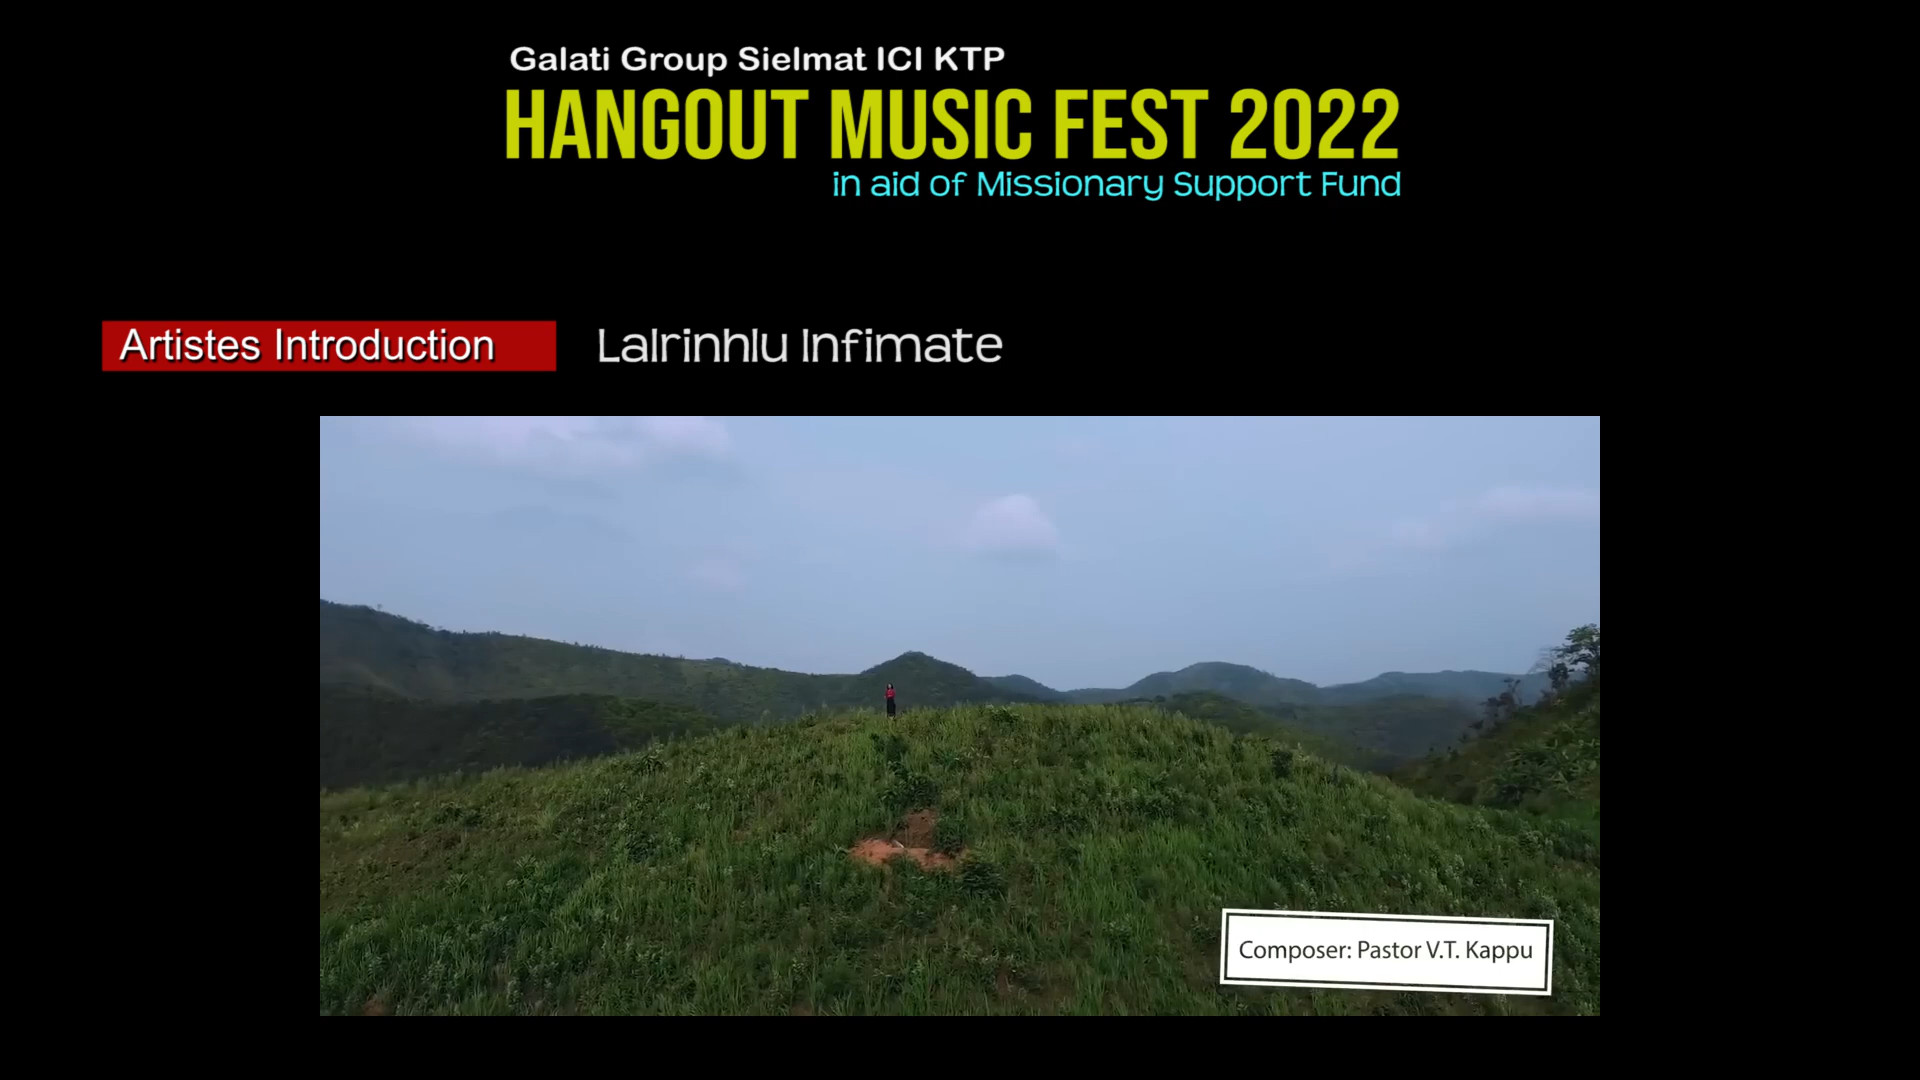 Galati Group Sielmat ICI KTP
HANGOUT MUSIC FEST 2022
in aid of Missionary Support Fund
Artistes Introduction
Lalrinhlu Infimate
Composer: Pastor V.T. Kappu